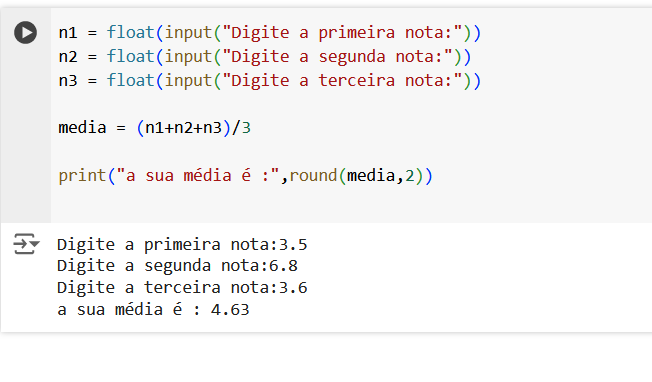 n1 = float(input("Digite a primeira nota:"))
n2 = float(input("Digite a segunda nota:"))
n3 = float(input("Digite a terceira nota:"))
media = (n1+n2+n3)/3
print("a sua média é :",round(media,2))
Digite a primeira nota:3.5
Digite a segunda nota:6.8
Digite a terceira nota:3.6
a sua média é : 4.63